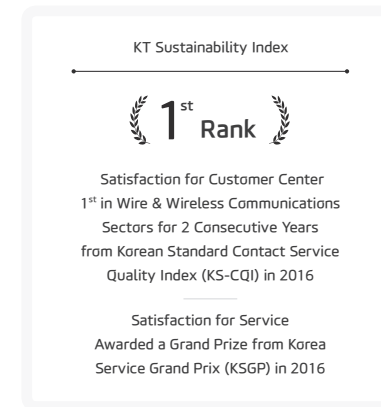 KT Sustainability Index
1st Rank
Satisfaction for Customer Center
1st in Wire & Wireless Communications
Sectors for 2 Consecutive Years
from Korean Standard Contact Service
Quality Index (KS-CQI) in 2016
Satisfaction for Service
Awarded a Grand Prize from Korea
Service Grand Prix (KSGP) in 2016